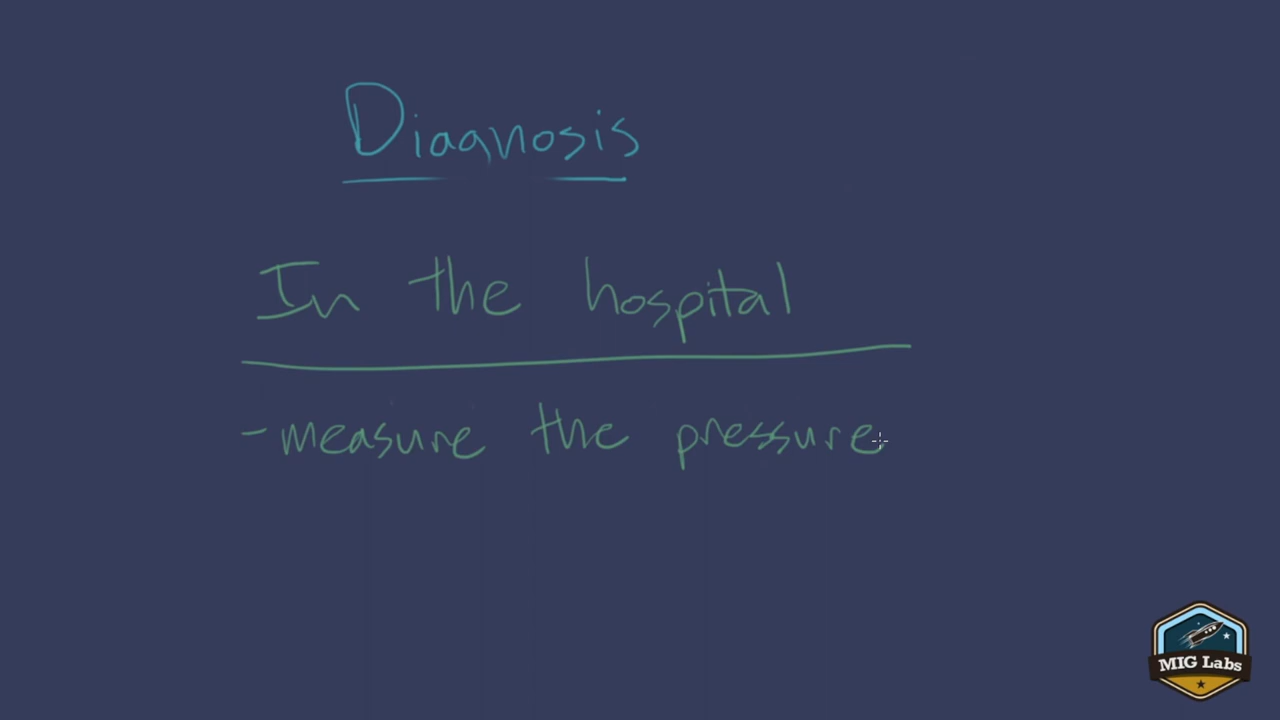 Diagnosis
In the hospital
- measure the pressure
MIG Labs